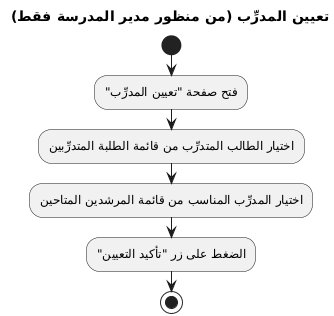 تعيين المدرِّب (من منظور مدير المدرسة فقط)
فتح صفحة "تعيين المدرِّب"
اختيار الطالب المتدرِّب من قائمة الطلبة المتدرِّبين
اختيار المدرِّب المناسب من قائمة المرشدين المتاحين
الضغط على زر "تأكيد التعيين"